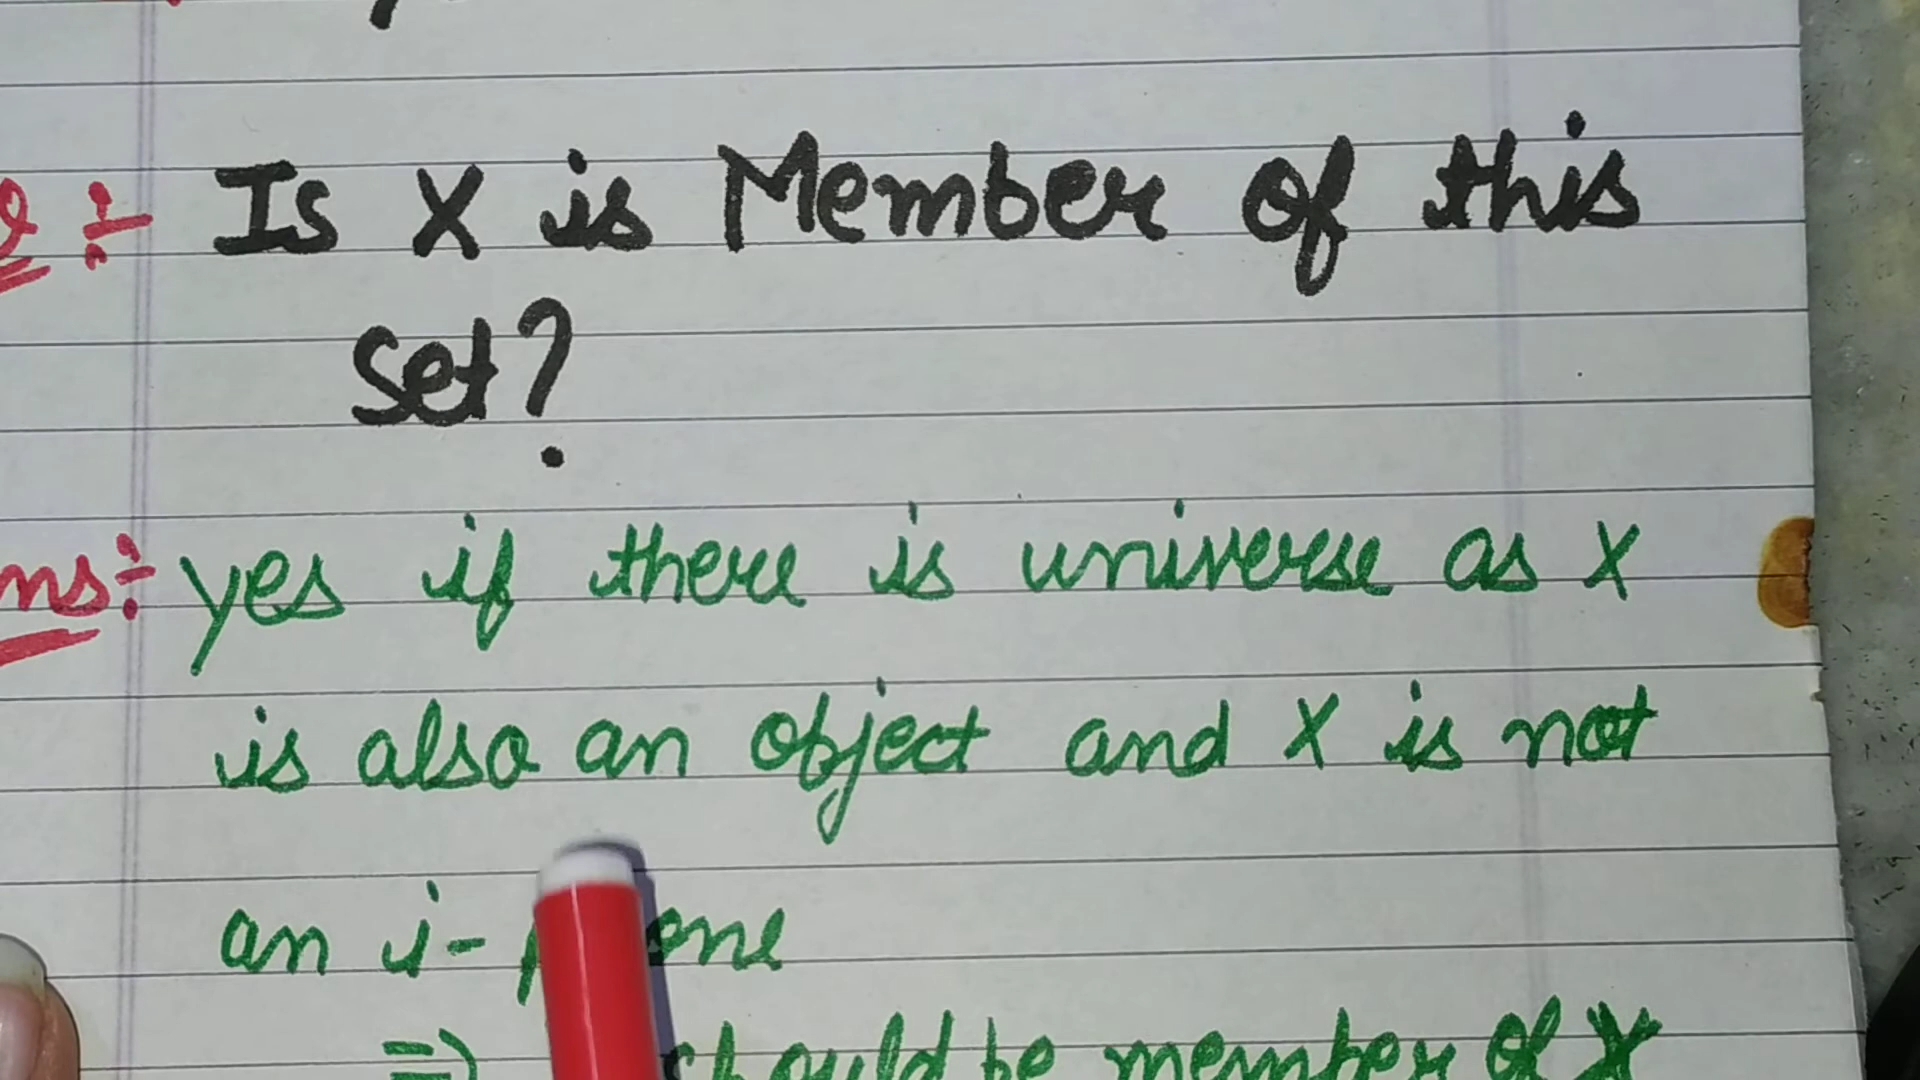 Q ÷ Is X is Member of this
set?
Ans ÷ yes if there is universe as X
is also an object and X is not
an i-
=) should be member of X